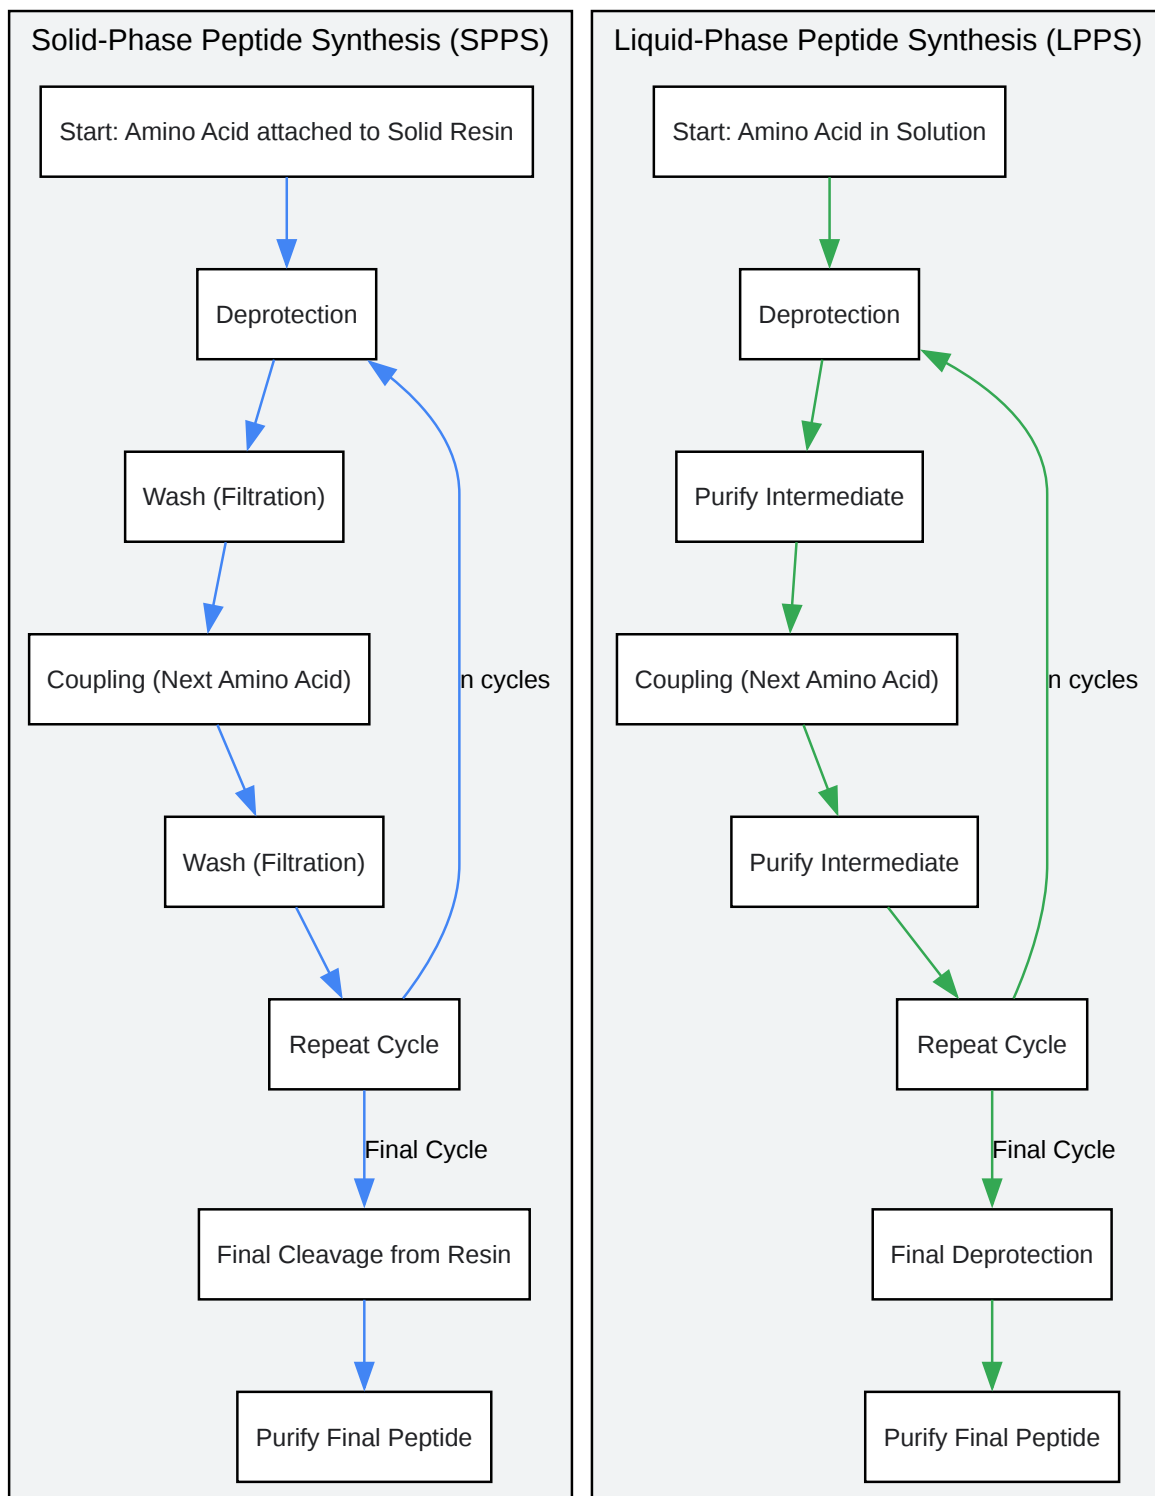 Solid-Phase Peptide Synthesis (SPPS)
Start: Amino Acid attached to Solid Resin
Deprotection
Wash (Filtration)
Coupling (Next Amino Acid)
n cycles
Wash (Filtration)
Repeat Cycle
Final Cycle
Final Cleavage from Resin
Purify Final Peptide
Liquid-Phase Peptide Synthesis (LPPS)
Start: Amino Acid in Solution
Deprotection
Purify Intermediate
Coupling (Next Amino Acid)
n cycles
Purify Intermediate
Repeat Cycle
Final Cycle
Final Deprotection
Purify Final Peptide